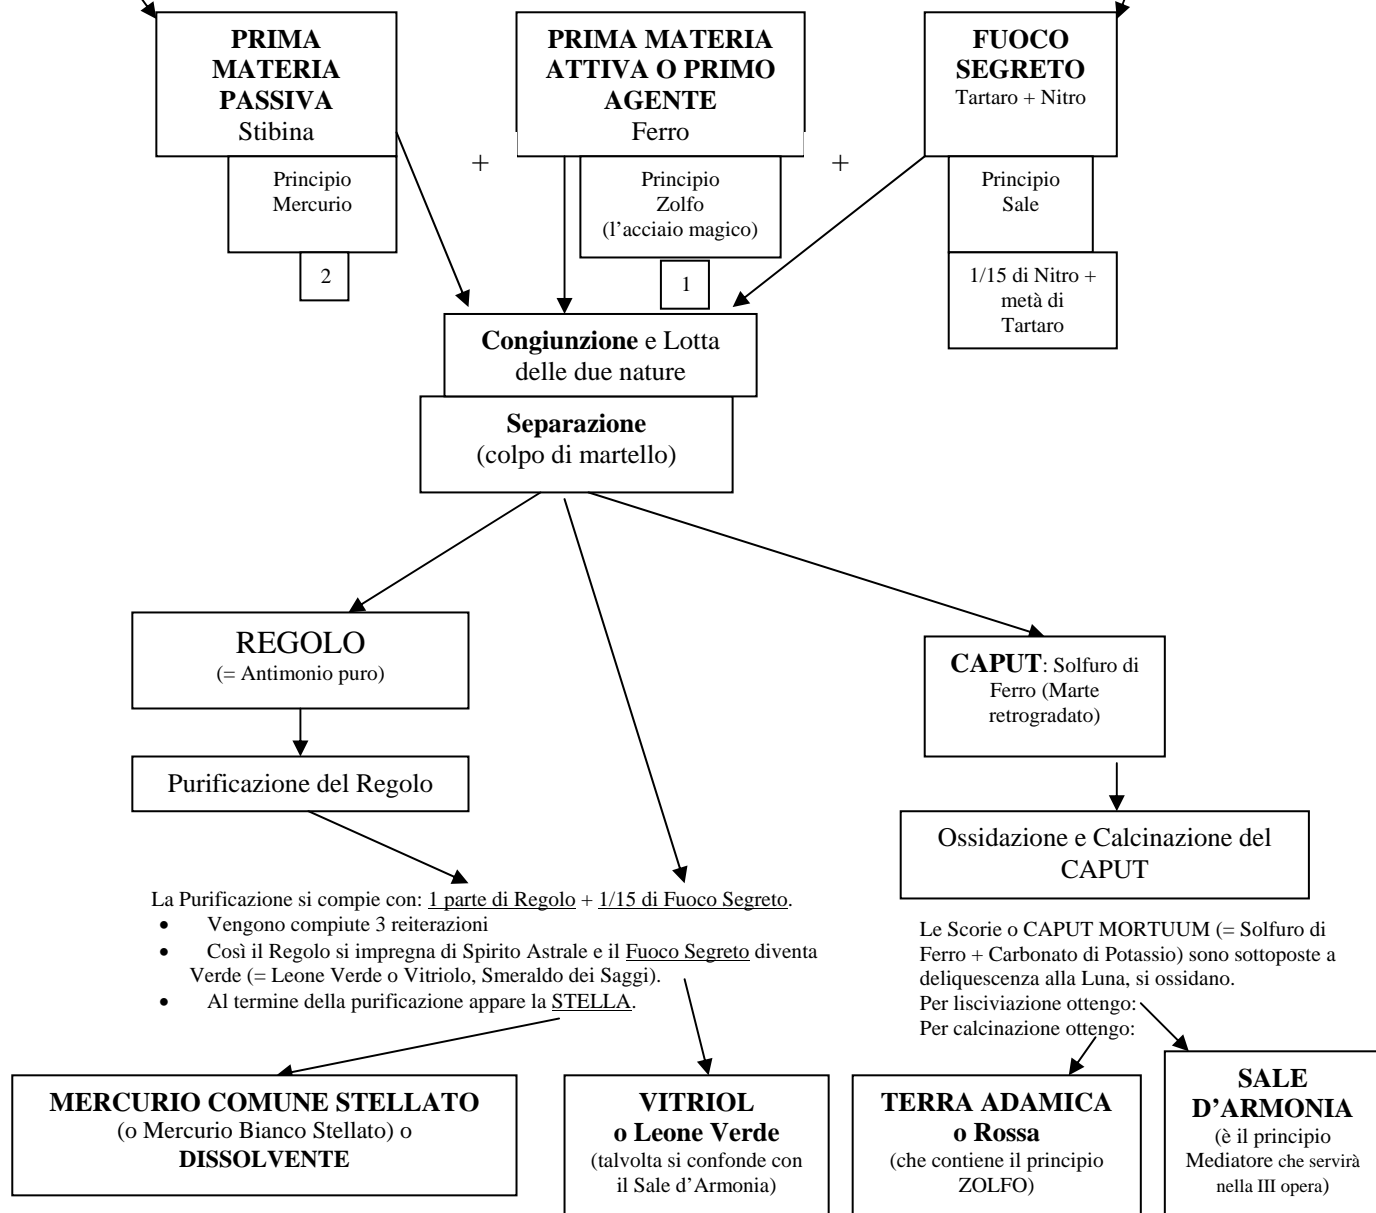 PRIMA
MATERIA
PASSIVA
Stibina
Principio
Mercurio
2
+
PRIMA MATERIA
ATTIVA O PRIMO
AGENTE
Ferro
Principio
Zolfo
(l’acciaio magico)
1
+
FUOCO
SEGRETO
Tartaro + Nitro
Principio
Sale
1/15 di Nitro +
metà di
Tartaro
Congiunzione e Lotta
delle due nature
Separazione
(colpo di martello)
REGOLO
(= Antimonio puro)
Purificazione del Regolo
CAPUT: Solfuro di
Ferro (Marte
retrogradato)
Ossidazione e Calcinazione del
CAPUT
La Purificazione si compie con: 1 parte di Regolo + 1/15 di Fuoco Segreto.
• Vengono compiute 3 reiterazioni
• Così il Regolo si impregna di Spirito Astrale e il Fuoco Segreto diventa
Verde (= Leone Verde o Vitriolo, Smeraldo dei Saggi).
• Al termine della purificazione appare la STELLA.
Le Scorie o CAPUT MORTUUM (= Solfuro di
Ferro + Carbonato di Potassio) sono sottoposte a
deliquescenza alla Luna, si ossidano.
Per lisciviazione ottengo:
Per calcinazione ottengo:
MERCURIO COMUNE STELLATO
(o Mercurio Bianco Stellato) o
DISSOLVENTE
VITRIOL
o Leone Verde
(talvolta si confonde con
il Sale d’Armonia)
TERRA ADAMICA
o Rossa
(che contiene il principio
ZOLFO)
SALE
D’ARMONIA
(è il principio
Mediatore che servirà
nella III opera)